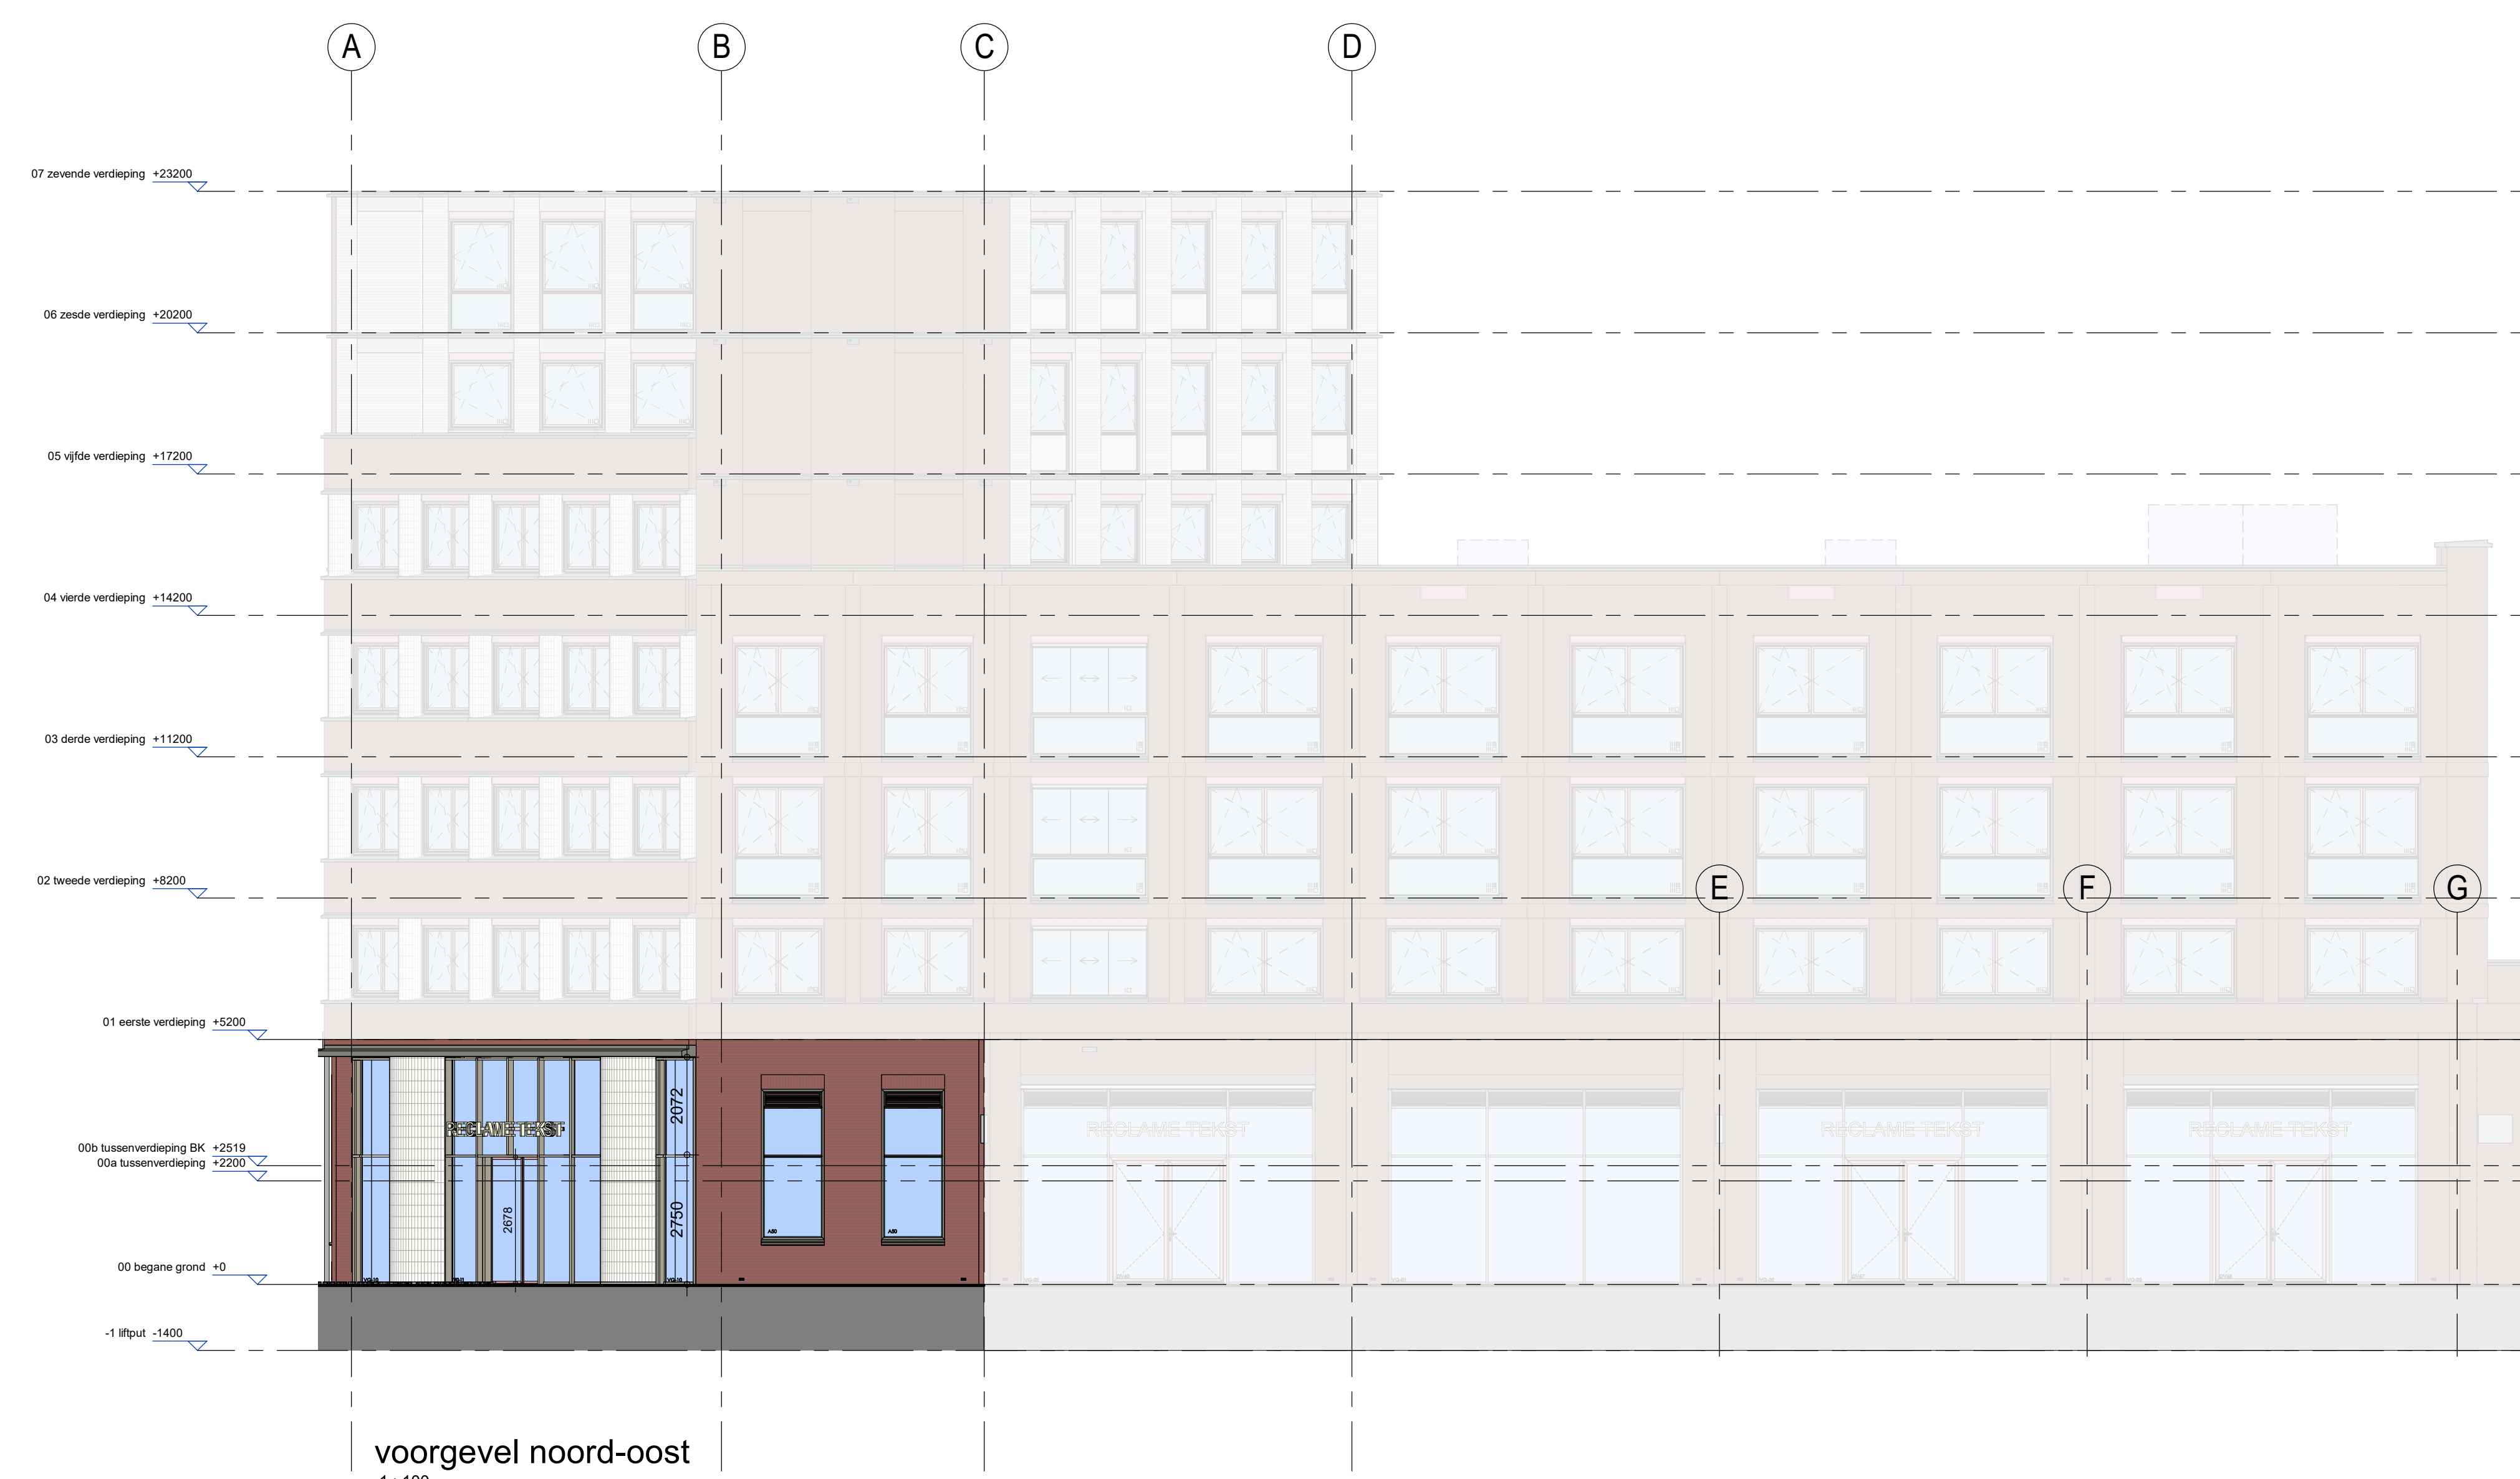 A B C D
07 zevende verdieping +23200
06 zesde verdieping +20200
05 vijfde verdieping +17200
04 vierde verdieping +14200
03 derde verdieping +11200
02 tweede verdieping +8200
E F G
01 eerste verdieping +5200
2072
RECLAME TEKST RECLAME TEKST RECLAME TEKST RECLAME TEKST
00b tussenverdieping BK +2519
00a tussenverdieping +2200
2678 2750
A50 A50
00 begane grond +0
-1 liftput -1400
voorgevel noord-oost